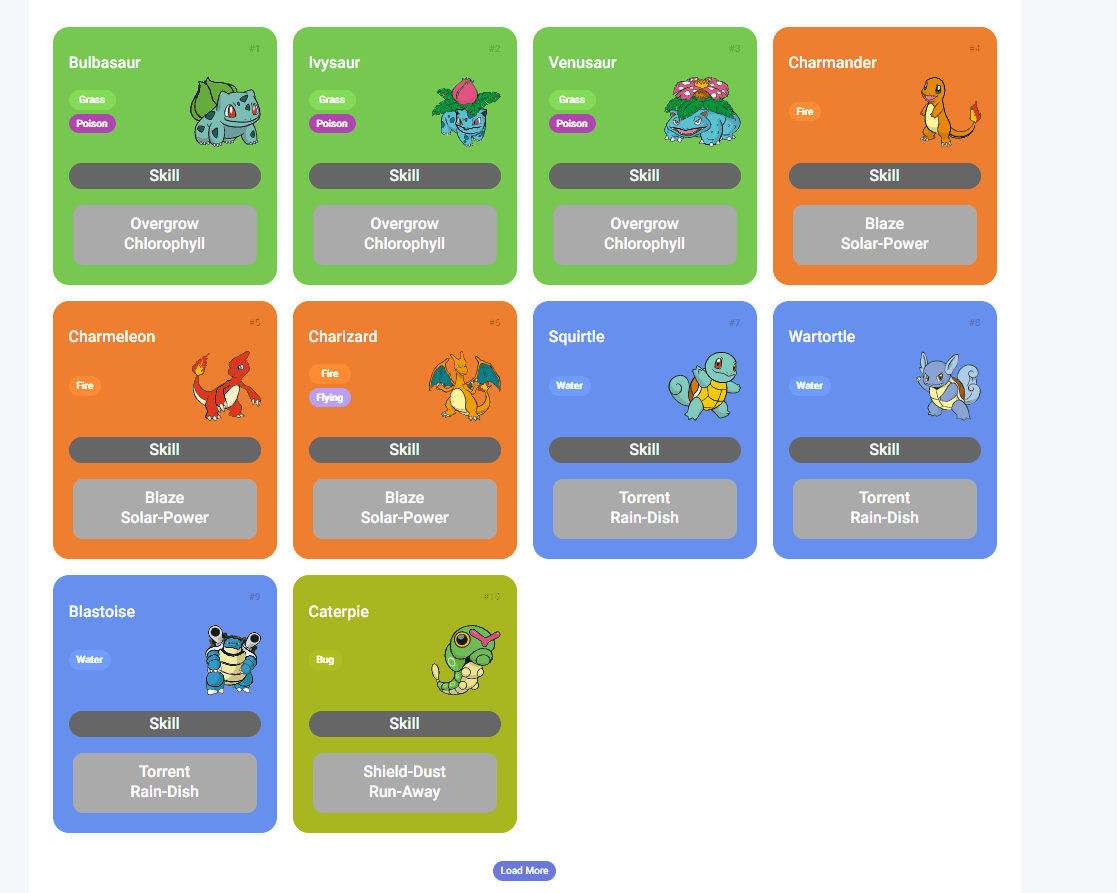 #1
Bulbasaur
Grass
Poison
Skill
Overgrow
Chlorophyll
#2
Ivysaur
Grass
Poison
Skill
Overgrow
Chlorophyll
#3
Venusaur
Grass
Poison
Skill
Overgrow
Chlorophyll
#4
Charmander
Fire
Skill
Blaze
Solar-Power
#5
Charmeleon
Fire
Skill
Blaze
Solar-Power
#6
Charizard
Fire
Flying
Skill
Blaze
Solar-Power
#7
Squirtle
Water
Skill
Torrent
Rain-Dish
#8
Wartortle
Water
Skill
Torrent
Rain-Dish
#9
Blastoise
Water
Skill
Torrent
Rain-Dish
#10
Caterpie
Bug
Skill
Shield-Dust
Run-Away
Load More